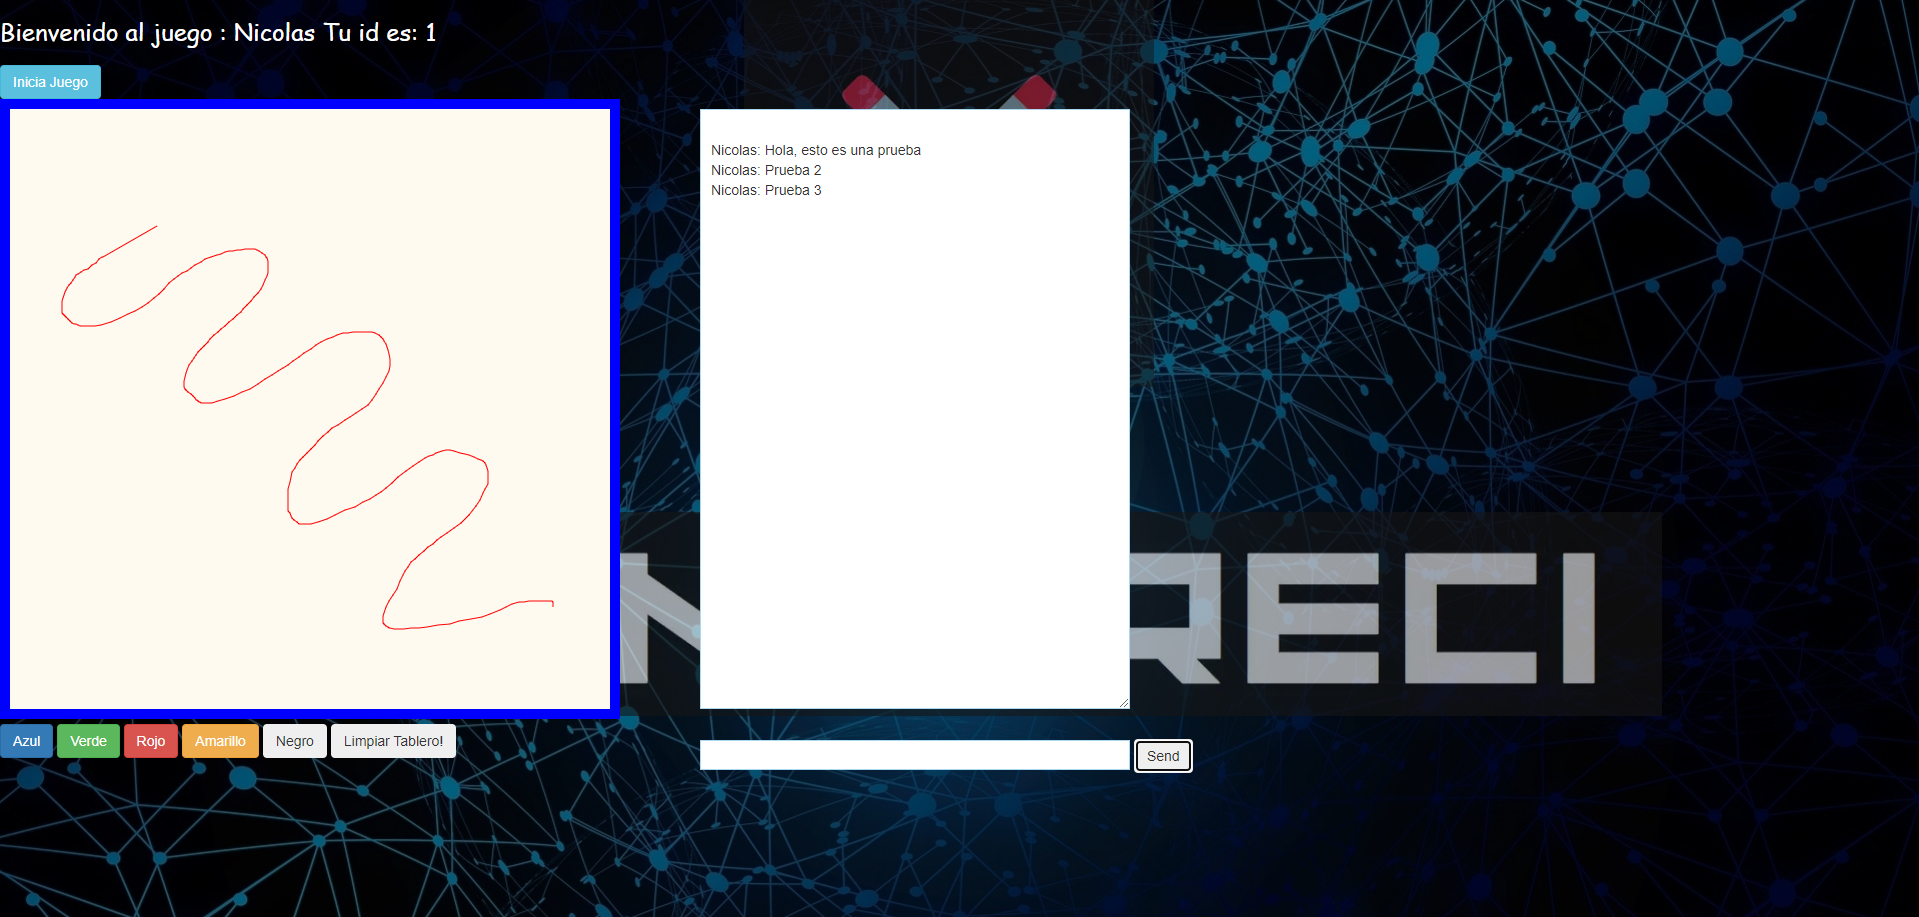 Bienvenido al juego : Nicolas Tu id es: 1
Inicia Juego
Nicolas: Hola, esto es una prueba
Nicolas: Prueba 2
Nicolas: Prueba 3
RECI
Azul
Verde
Rojo
Amarillo
Negro
Limpiar Tablero!
Send